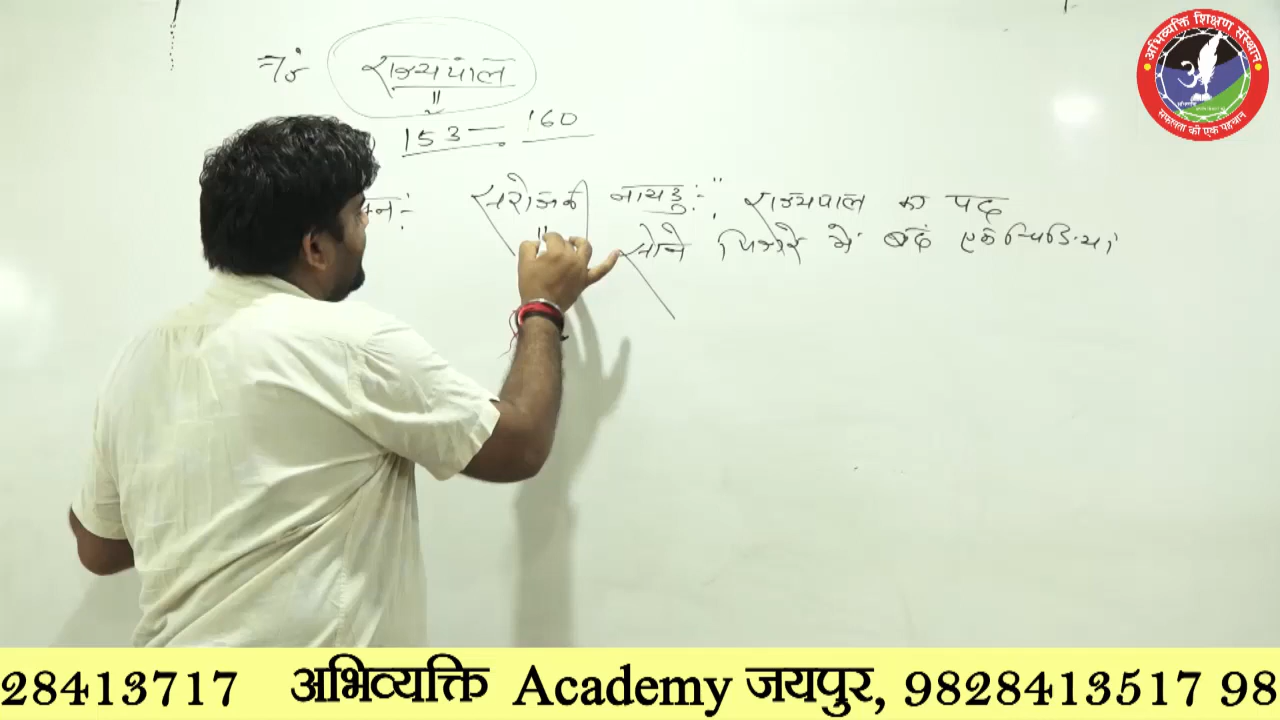 राज्यपाल
153 – 160
सरोजनी नायडु :- " राज्यपाल का पद
सोने पिंजरे में बंद एक चिडिया
अभिव्यक्ति शिक्षण संस्थान
सफलता की एक पहचान
28413717 अभिव्यक्ति Academy जयपुर, 9828413517 98